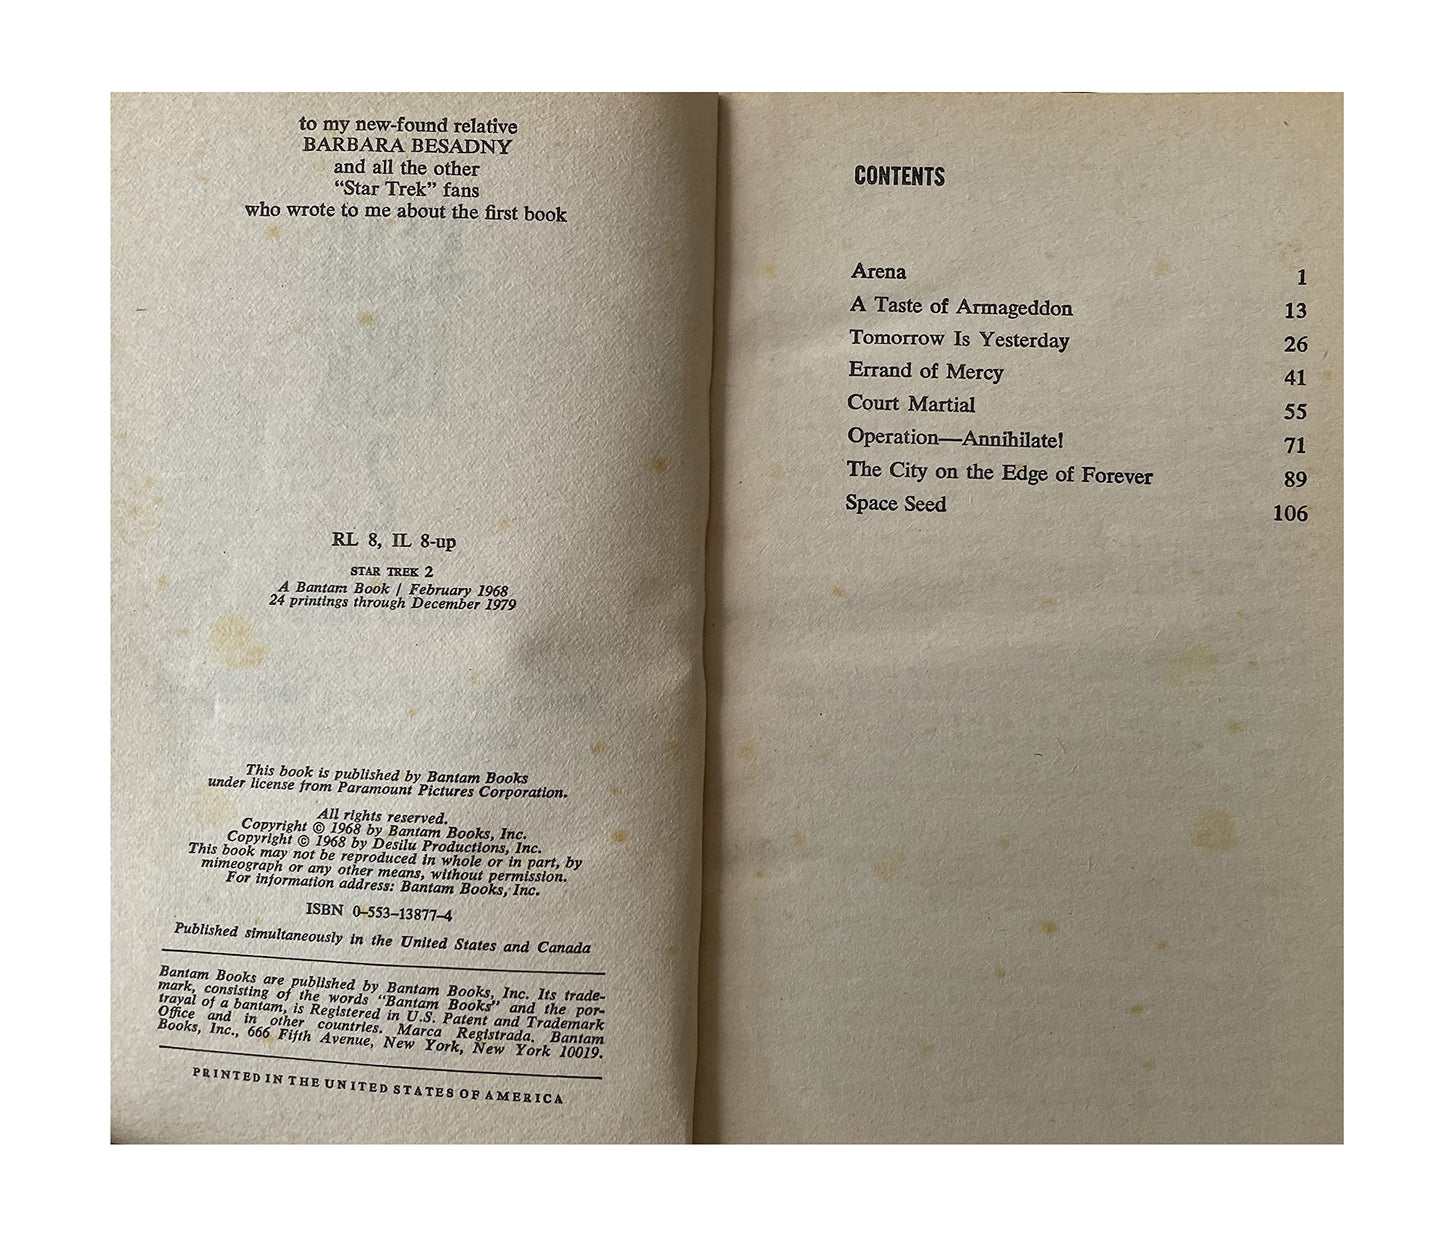 to my new-found relative
BARBARA BESADNY
and all the other
“Star Trek” fans
who wrote to me about the first book
RL 8, IL 8-up
STAR TREK 2
A Bantam Book / February 1968
24 printings through December 1979
This book is published by Bantam Books
under license from Paramount Pictures Corporation.
All rights reserved.
Copyright © 1968 by Bantam Books, Inc.
Copyright © 1968 by Desilu Productions, Inc.
This book may not be reproduced in whole or in part, by
mimeograph or any other means, without permission.
For information address: Bantam Books, Inc.
ISBN 0–553–13877–4
Published simultaneously in the United States and Canada
Bantam Books are published by Bantam Books, Inc. Its trade-
mark, consisting of the words “Bantam Books” and the por-
trayal of a bantam, is Registered in U.S. Patent and Trademark
Office and in other countries. Marca Registrada. Bantam
Books, Inc., 666 Fifth Avenue, New York, New York 10019.
PRINTED IN THE UNITED STATES OF AMERICA
CONTENTS
Arena 1
A Taste of Armageddon 13
Tomorrow Is Yesterday 26
Errand of Mercy 41
Court Martial 55
Operation—Annihilate! 71
The City on the Edge of Forever 89
Space Seed 106